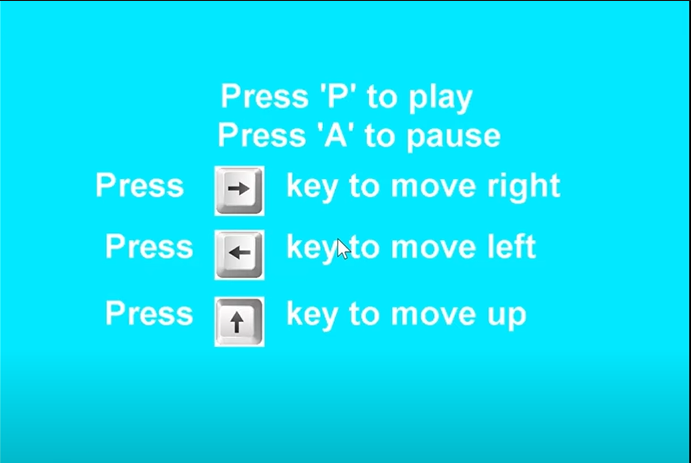 Press 'P' to play
Press 'A' to pause
Press → key to move right
Press ← key to move left
Press ↑ key to move up